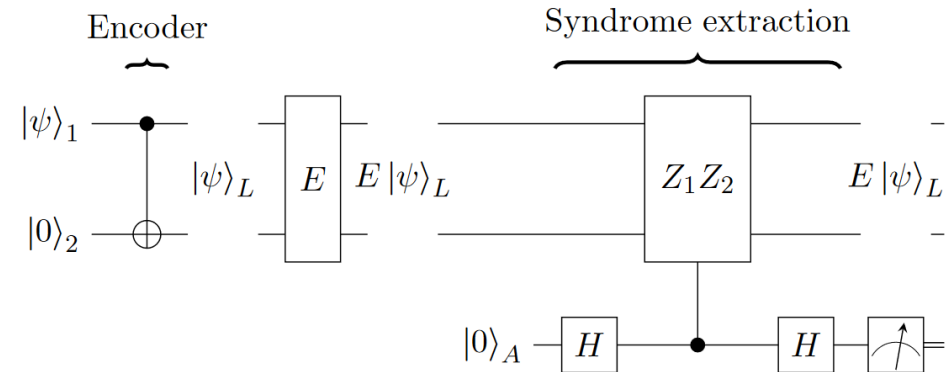 Encoder
Syndrome extraction
|ψ⟩₁
|0⟩₂
|ψ⟩_L
E
E |ψ⟩_L
Z₁Z₂
E |ψ⟩_L
|0⟩_A
H
H